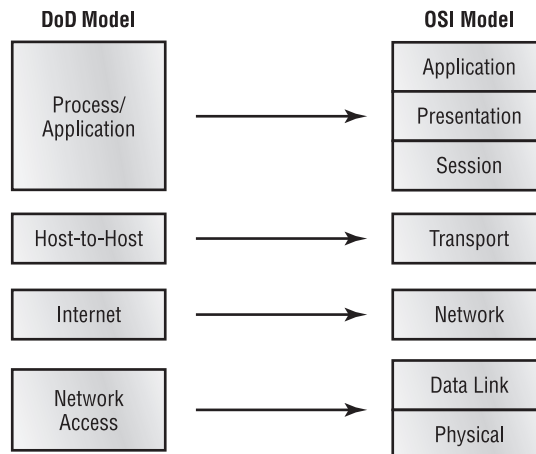 DoD Model
OSI Model
Process/
Application
Application
Presentation
Session
Host-to-Host
Transport
Internet
Network
Network
Access
Data Link
Physical